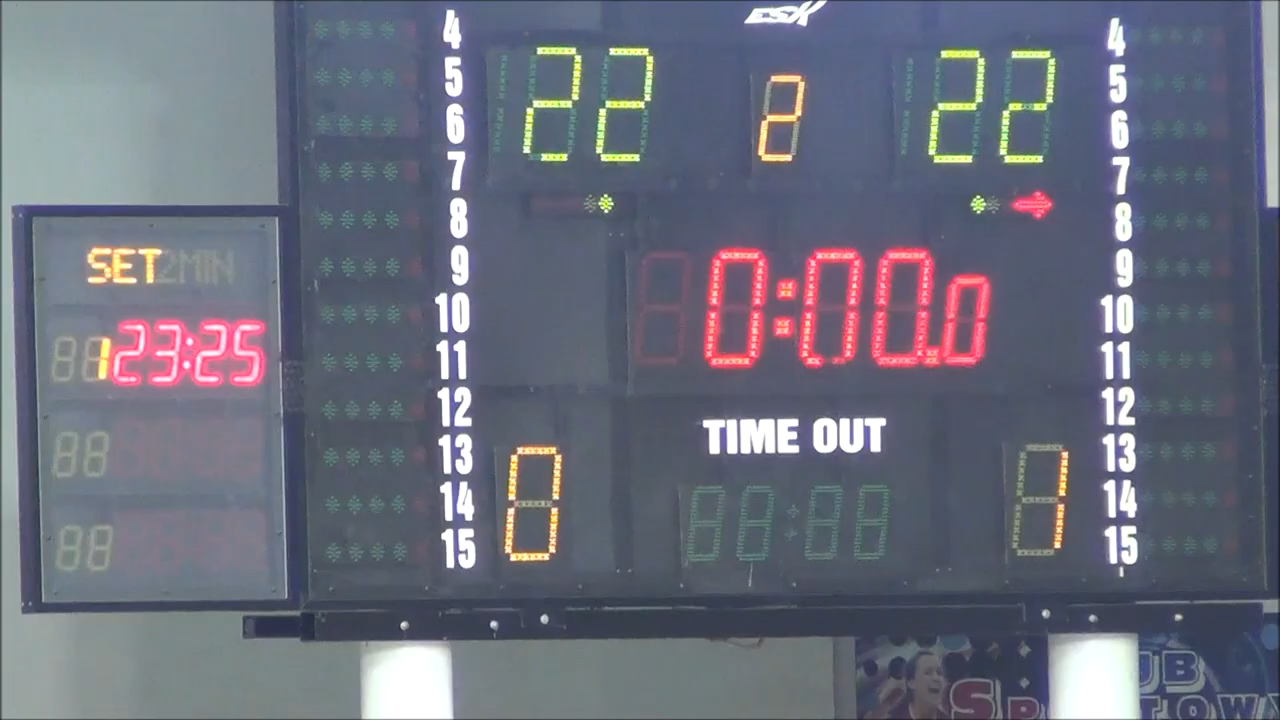 ESX
4 22 2 22 4
5 5
6 6
7 7
8 8
SET 2MIN
9 0:00.0 9
10 10
1 23:25
11 11
12 12
TIME OUT
13 0 1 13
14 14
15 15